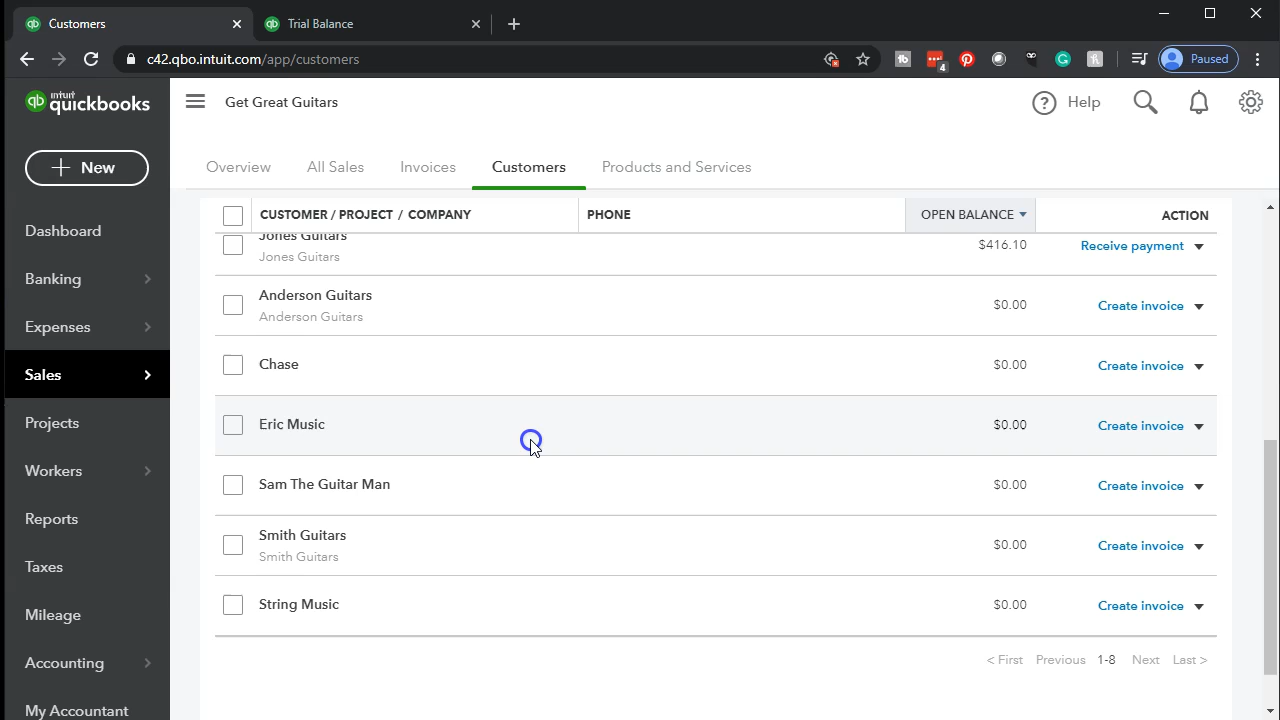 Customers
Trial Balance
c42.qbo.intuit.com/app/customers
4
Paused
intuit quickbooks
Get Great Guitars
Help
New
Overview
All Sales
Invoices
Customers
Products and Services
Dashboard
Banking
Expenses
Sales
Projects
Workers
Reports
Taxes
Mileage
Accounting
My Accountant
CUSTOMER / PROJECT / COMPANY PHONE OPEN BALANCE ACTION
Jones Guitars $416.10 Receive payment
Jones Guitars
Anderson Guitars $0.00 Create invoice
Anderson Guitars
Chase $0.00 Create invoice
Eric Music $0.00 Create invoice
Sam The Guitar Man $0.00 Create invoice
Smith Guitars $0.00 Create invoice
Smith Guitars
String Music $0.00 Create invoice
< First Previous 1-8 Next Last >